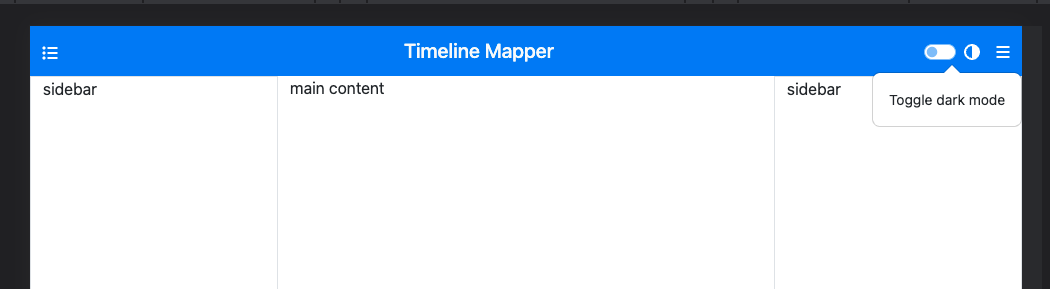 Timeline Mapper
sidebar
main content
sidebar
Toggle dark mode